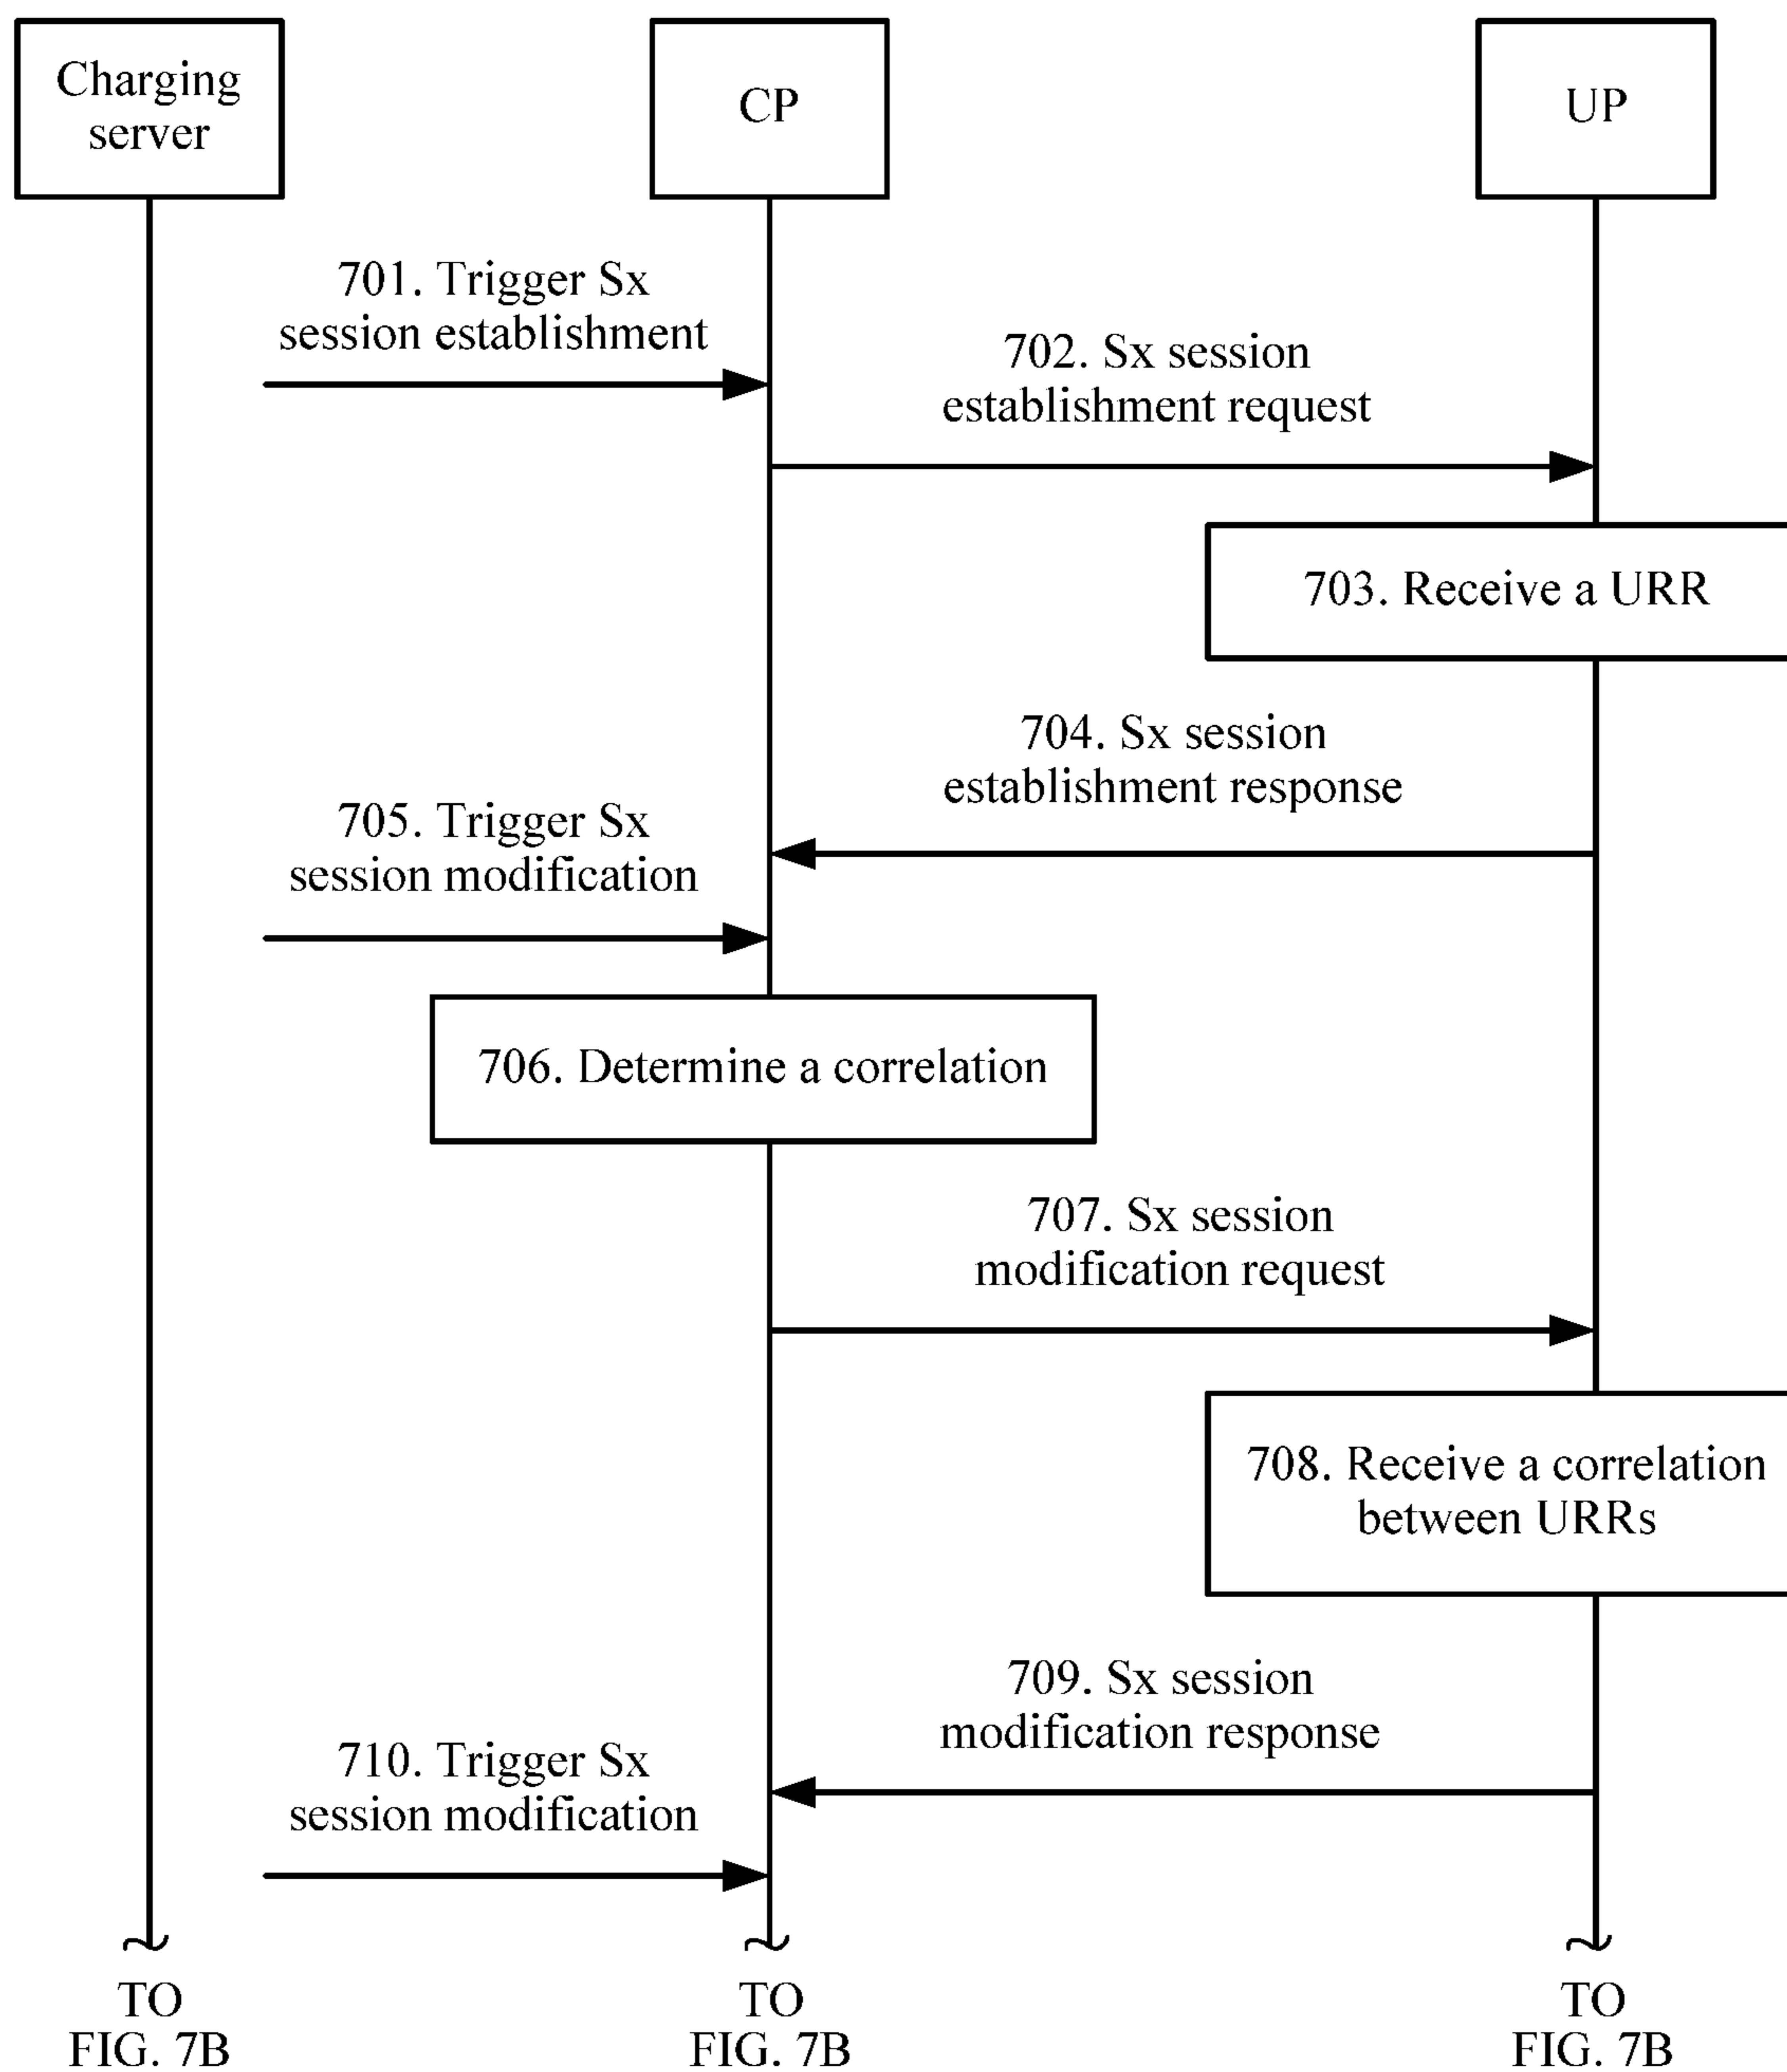 Charging
server
CP
UP
701. Trigger Sx
session establishment
702. Sx session
establishment request
703. Receive a URR
704. Sx session
establishment response
705. Trigger Sx
session modification
706. Determine a correlation
707. Sx session
modification request
708. Receive a correlation
between URRs
709. Sx session
modification response
710. Trigger Sx
session modification
TO
FIG. 7B
TO
FIG. 7B
TO
FIG. 7B